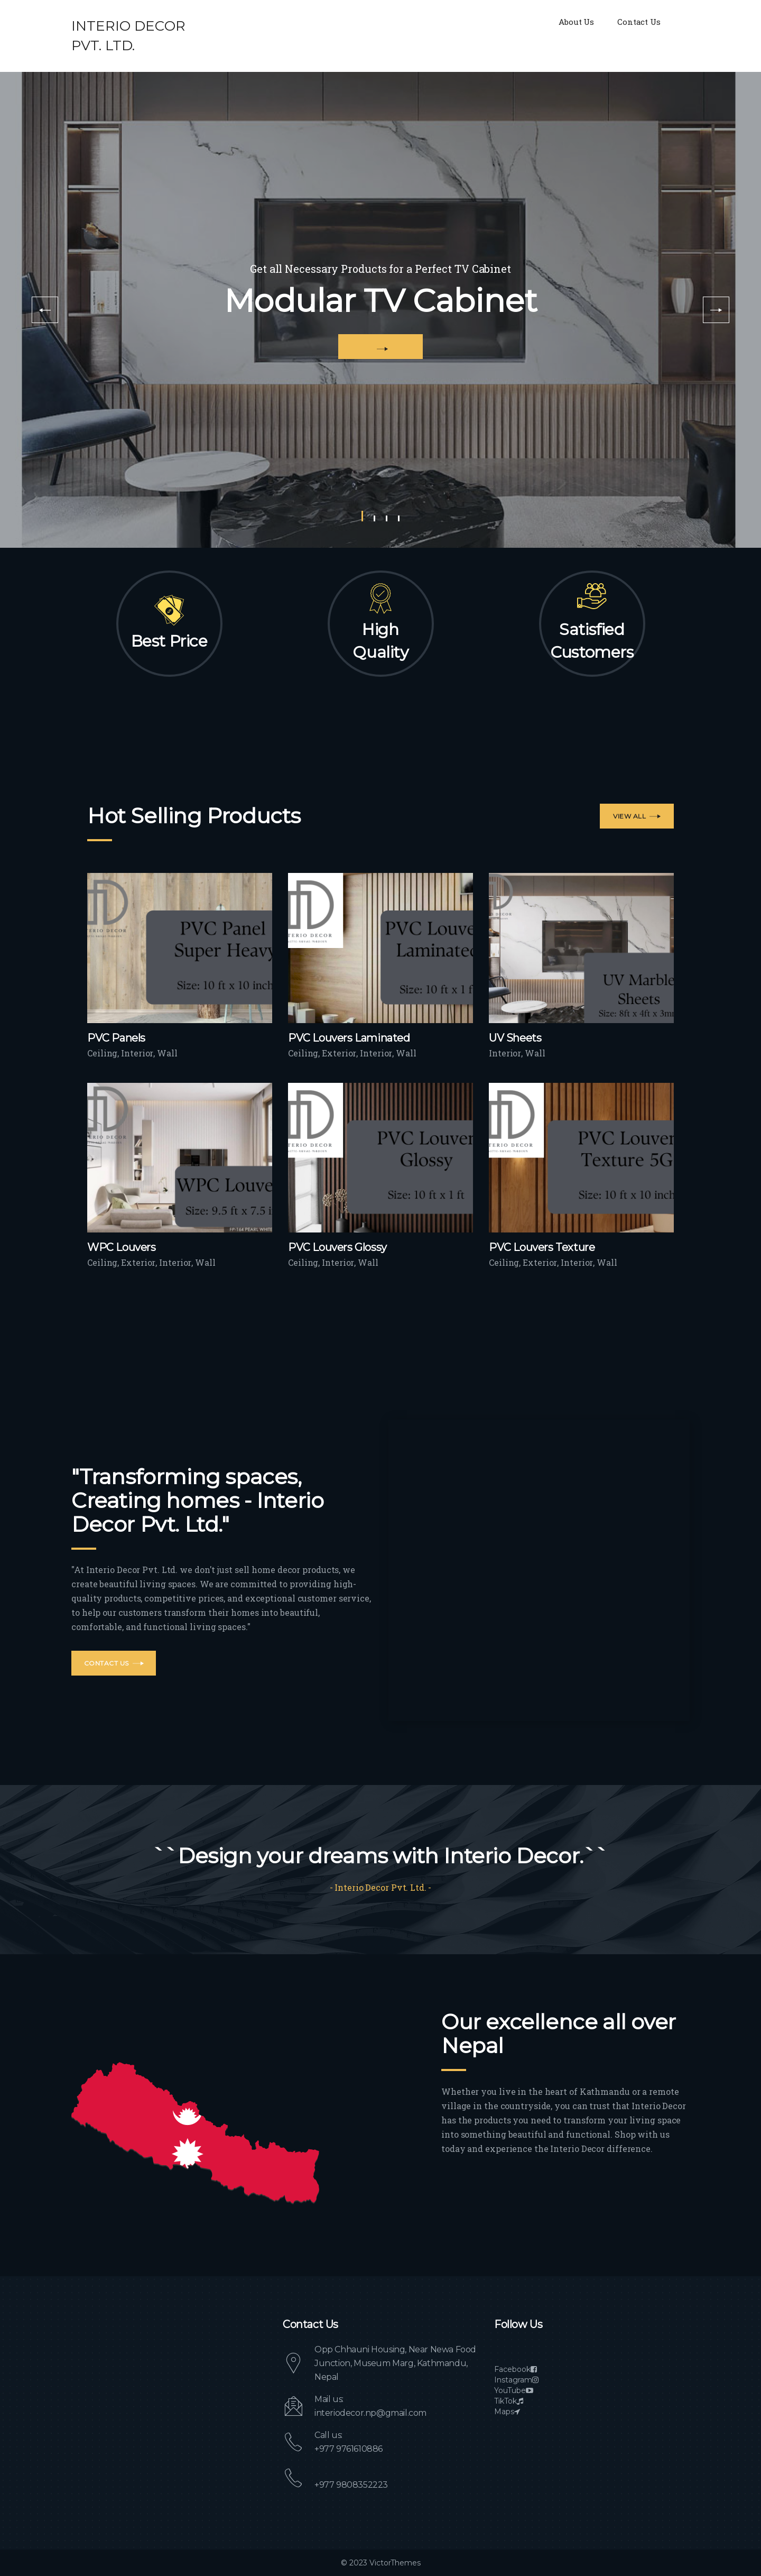 INTERIO DECOR
PVT. LTD.
About Us
Contact Us
Get all Necessary Products for a Perfect TV Cabinet
Modular TV Cabinet
Best Price
High
Quality
Satisfied
Customers
Hot Selling Products
VIEW ALL
PVC Panel
Super Heavy
Size: 10 ft x 10 inch
PVC Panels
Ceiling, Interior, Wall
PVC Louve
Laminated
Size: 10 ft x 1 f
PVC Louvers Laminated
Ceiling, Exterior, Interior, Wall
UV Marble
Sheets
Size: 8ft x 4ft x 3m
UV Sheets
Interior, Wall
WPC Louve
Size: 9.5 ft x 7.5 i
WPC Louvers
Ceiling, Exterior, Interior, Wall
TERIO DECOR
PVC Louver
Glossy
Size: 10 ft x 1 ft
PVC Louvers Glossy
Ceiling, Interior, Wall
TERIO DECOR
PVC Louver
Texture 5G
Size: 10 ft x 10 inch
PVC Louvers Texture
Ceiling, Exterior, Interior, Wall
"Transforming spaces,
Creating homes - Interio
Decor Pvt. Ltd."
"At Interio Decor Pvt. Ltd. we don't just sell home decor products, we
create beautiful living spaces. We are committed to providing high-
quality products, competitive prices, and exceptional customer service,
to help our customers transform their homes into beautiful,
comfortable, and functional living spaces."
CONTACT US
``Design your dreams with Interio Decor.``
- Interio Decor Pvt. Ltd. -
Our excellence all over
Nepal
Whether you live in the heart of Kathmandu or a remote
village in the countryside, you can trust that Interio Decor
has the products you need to transform your living space
into something beautiful and functional. Shop with us
today and experience the Interio Decor difference.
Contact Us
Opp Chhauni Housing, Near Newa Food
Junction, Museum Marg, Kathmandu,
Nepal
Mail us:
interiodecor.np@gmail.com
Call us:
+977 9761610886
+977 9808352223
Follow Us
Facebook
Instagram
YouTube
TikTok
Maps
© 2023 VictorThemes